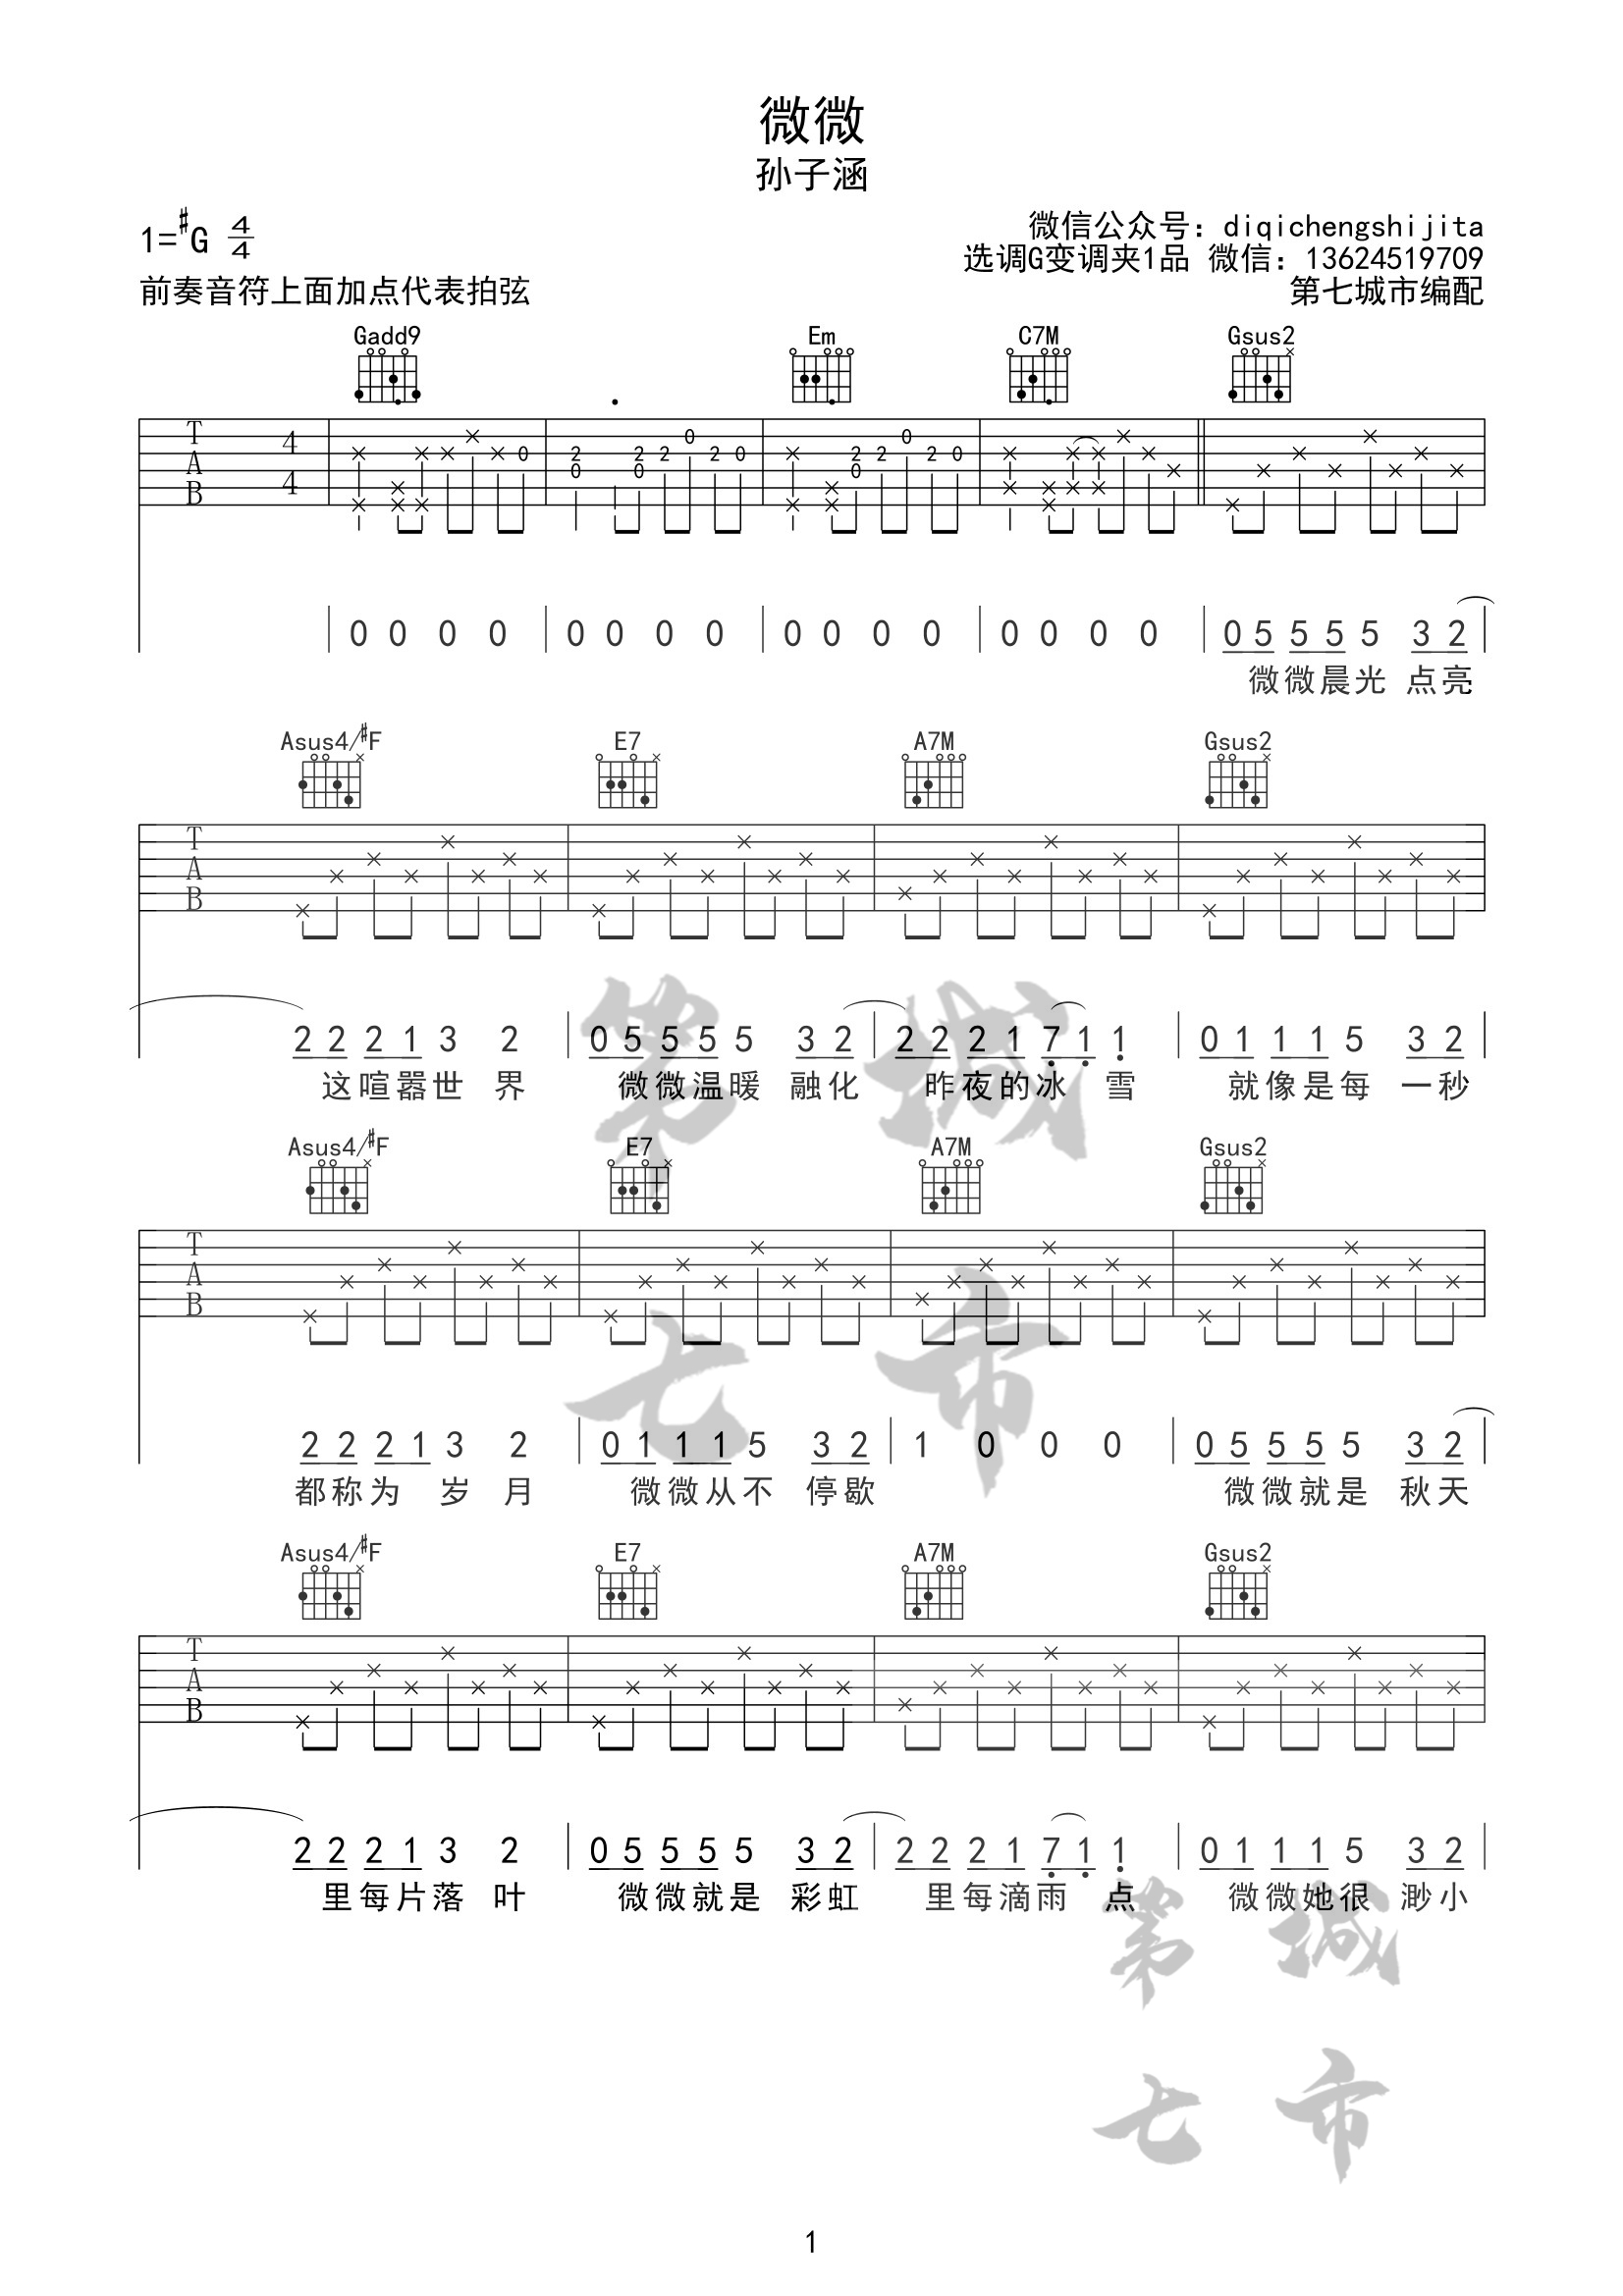 微微
孙子涵
1=#G 4/4
微信公众号：diqichengshijita
选调G变调夹1品 微信：13624519709
前奏音符上面加点代表拍弦
第七城市编配
Gadd9 Em C7M Gsus2
T A B 4 4
2 0 2 0 2 0 2 0 2 0 2 0 2 0
0
0 0 0 0 0 0 0 0 0 0 0 0 0 0 0 0 0 5 5 5 5 3 2
微微晨光 点亮
Asus4/#F E7 A7M Gsus2
T A B
2 2 2 1 3 2 0 5 5 5 5 3 2 2 2 2 1 7 1 1 0 1 1 1 5 3 2
这喧嚣世 界 微微温暖 融化 昨夜的冰 雪 就像是每 一秒
Asus4/#F E7 A7M Gsus2
T A B
2 2 2 1 3 2 0 1 1 1 5 3 2 1 0 0 0 0 5 5 5 5 3 2
都称为 岁 月 微微从不 停歇 微微就是 秋天
Asus4/#F E7 A7M Gsus2
T A B
2 2 2 1 3 2 0 5 5 5 5 3 2 2 2 2 1 7 1 1 0 1 1 1 5 3 2
里每片落 叶 微微就是 彩虹 里每滴雨 点 微微她很 渺小
第 城
七 市
第 城
七 市
1